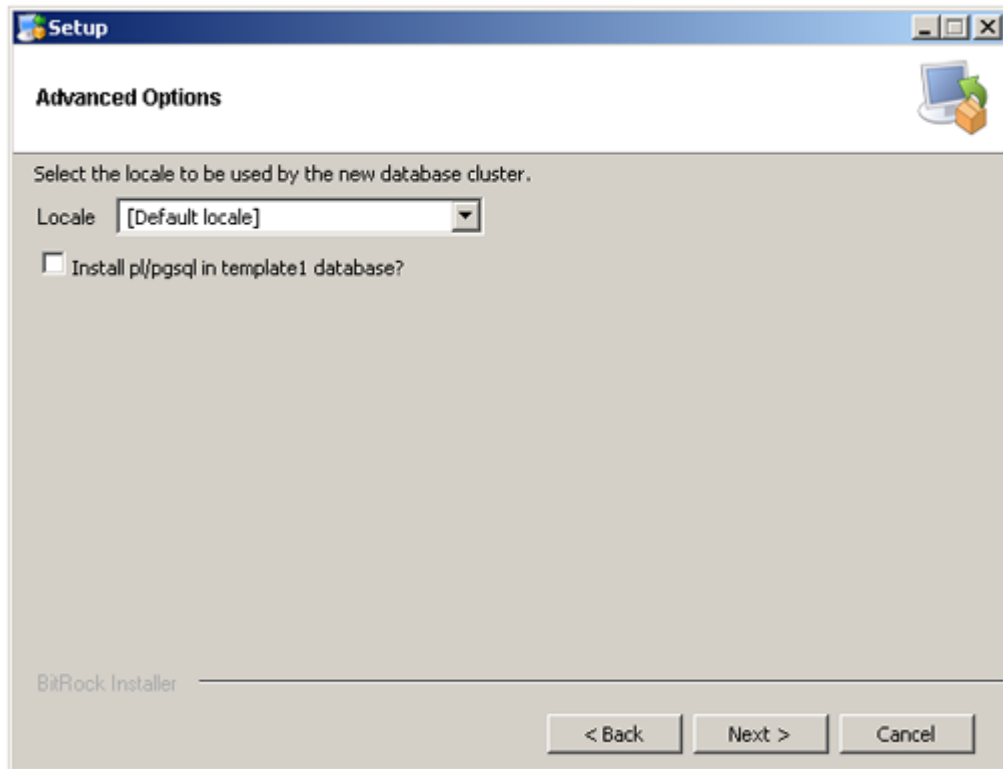 Setup
Advanced Options
Select the locale to be used by the new database cluster.
Locale [Default locale]
Install pl/pgsql in template1 database?
BitRock Installer
< Back Next > Cancel